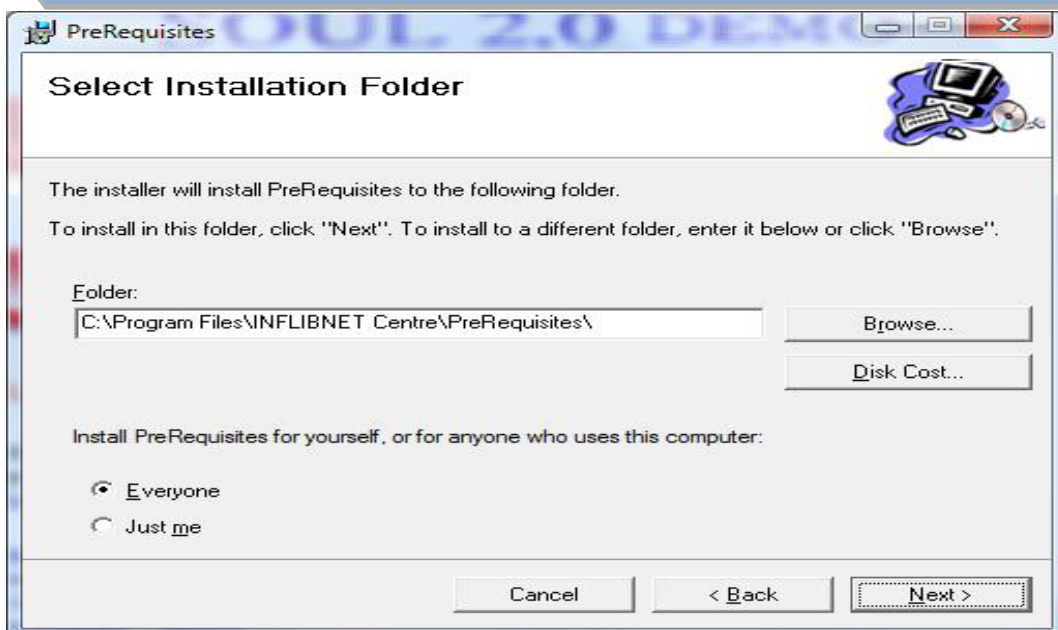 SOUL 2.0 DEMO
PreRequisites
Select Installation Folder
The installer will install PreRequisites to the following folder.
To install in this folder, click "Next". To install to a different folder, enter it below or click "Browse".
Folder:
C:\Program Files\INFLIBNET Centre\PreRequisites\
Browse...
Disk Cost...
Install PreRequisites for yourself, or for anyone who uses this computer:
Everyone
Just me
Cancel
< Back
Next >